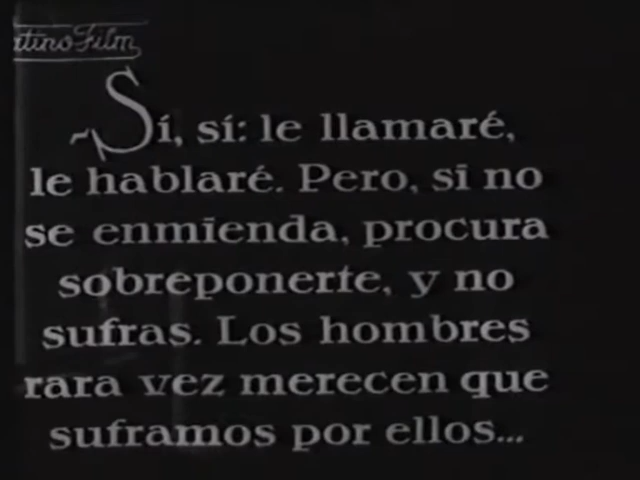 Film
-Sí, sí: le llamaré,
le hablaré. Pero, si no
se enmienda, procura
sobreponerte, y no
sufras. Los hombres
rara vez merecen que
suframos por ellos...